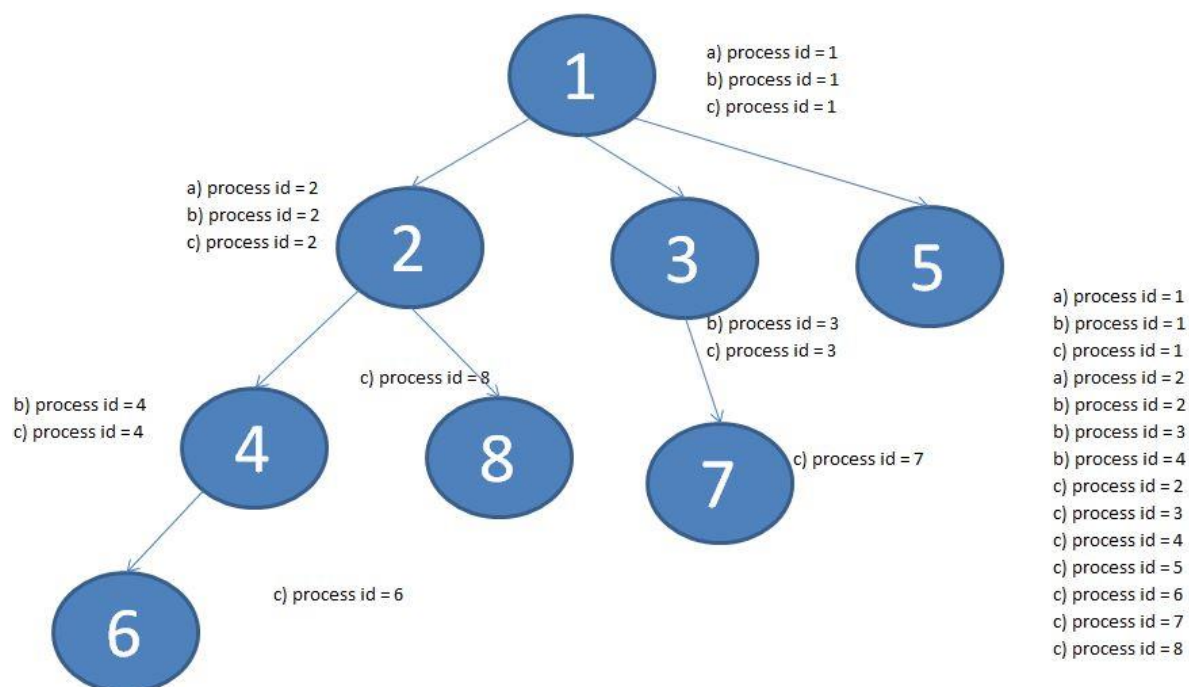 1
a) process id = 1
b) process id = 1
c) process id = 1
a) process id = 2
b) process id = 2
c) process id = 2
2
3
5
b) process id = 3
c) process id = 3
c) process id = 8
b) process id = 4
c) process id = 4
4
8
7
c) process id = 7
6
c) process id = 6
a) process id = 1
b) process id = 1
c) process id = 1
a) process id = 2
b) process id = 2
b) process id = 3
b) process id = 4
c) process id = 2
c) process id = 3
c) process id = 4
c) process id = 5
c) process id = 6
c) process id = 7
c) process id = 8